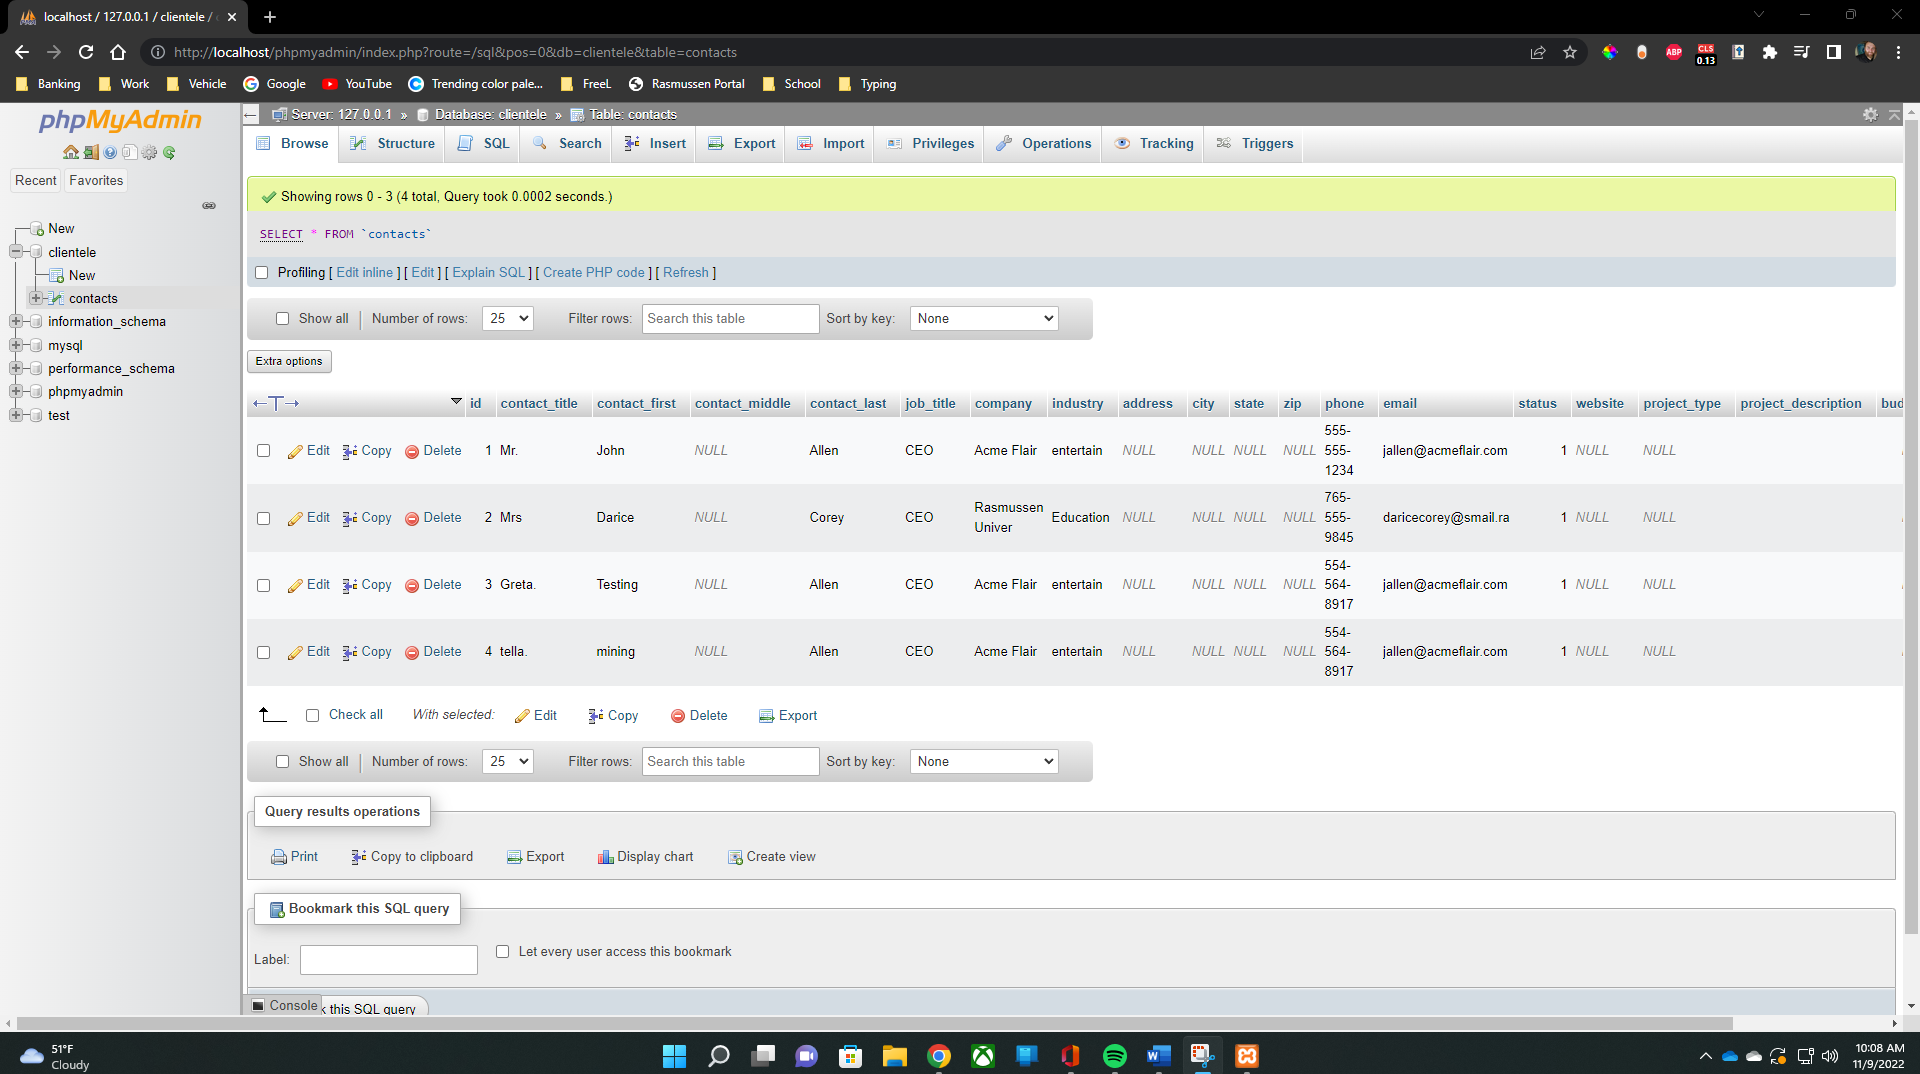 localhost / 127.0.0.1 / clientele /
http://localhost/phpmyadmin/index.php?route=/sql&pos=0&db=clientele&table=contacts
ABP
CLS
0.13
Banking Work Vehicle Google YouTube Trending color pale... FreeL Rasmussen Portal School Typing
phpMyAdmin
Recent Favorites
New
clientele
New
contacts
information_schema
mysql
performance_schema
phpmyadmin
test
Server: 127.0.0.1 » Database: clientele » Table: contacts
Browse Structure SQL Search Insert Export Import Privileges Operations Tracking Triggers
Showing rows 0 - 3 (4 total, Query took 0.0002 seconds.)
SELECT * FROM `contacts`
Profiling [ Edit inline ] [ Edit ] [ Explain SQL ] [ Create PHP code ] [ Refresh ]
Show all Number of rows: 25 Filter rows: Search this table Sort by key: None
Extra options
←T→ id contact_title contact_first contact_middle contact_last job_title company industry address city state zip phone email status website project_type project_description bud
Edit Copy Delete 1 Mr. John NULL Allen CEO Acme Flair entertain NULL NULL NULL NULL 555-
555-
1234 jallen@acmeflair.com 1 NULL NULL
Edit Copy Delete 2 Mrs Darice NULL Corey CEO Rasmussen
Univer Education NULL NULL NULL NULL 765-
555-
9845 daricecorey@smail.ra 1 NULL NULL
Edit Copy Delete 3 Greta. Testing NULL Allen CEO Acme Flair entertain NULL NULL NULL NULL 554-
564-
8917 jallen@acmeflair.com 1 NULL NULL
Edit Copy Delete 4 tella. mining NULL Allen CEO Acme Flair entertain NULL NULL NULL NULL 554-
564-
8917 jallen@acmeflair.com 1 NULL NULL
Check all With selected: Edit Copy Delete Export
Show all Number of rows: 25 Filter rows: Search this table Sort by key: None
Query results operations
Print Copy to clipboard Export Display chart Create view
Bookmark this SQL query
Label: Let every user access this bookmark
Console this SQL query
51°F
Cloudy
10:08 AM
11/9/2022